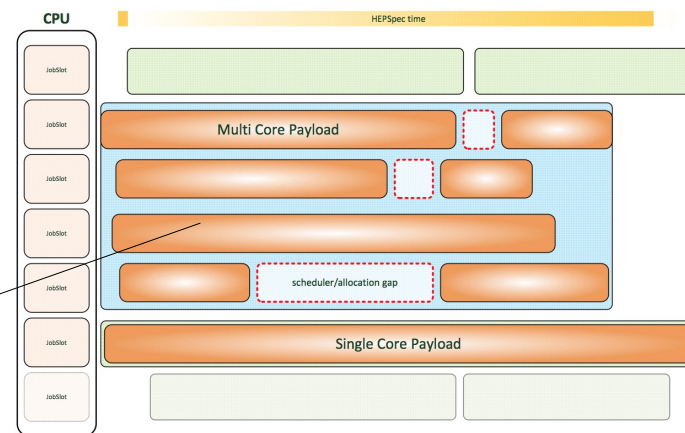 CPU
HEPSpec time
JobSlot
JobSlot
Multi Core Payload
JobSlot
JobSlot
JobSlot
scheduler/allocation gap
JobSlot
Single Core Payload
JobSlot